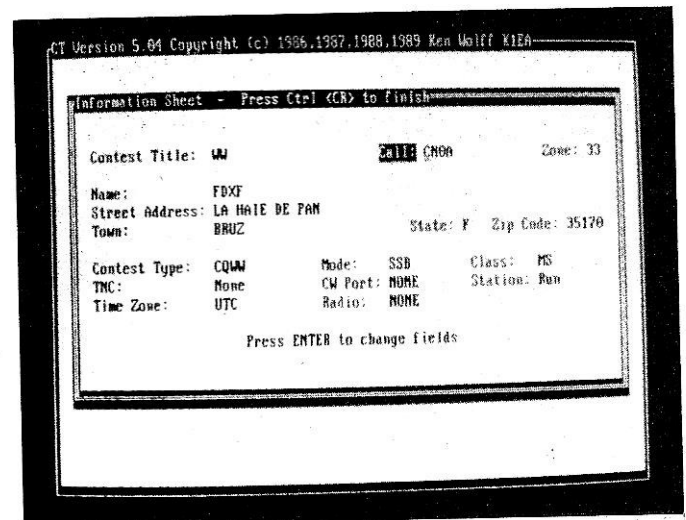 CT Version 5.04 Copyright (c) 1986,1987,1988,1989 Ken Wolff K1EA
Information Sheet - Press Ctrl <CR> to finish
Contest Title: WW Call: CN0A Zone: 33
Name: FDXF
Street Address: LA HAIE DE PAN
Town: BRUZ State: F Zip Code: 35170
Contest Type: CQWW Mode: SSB Class: MS
TNC: None CW Port: NONE Station: Run
Time Zone: UTC Radio: NONE
Press ENTER to change fields